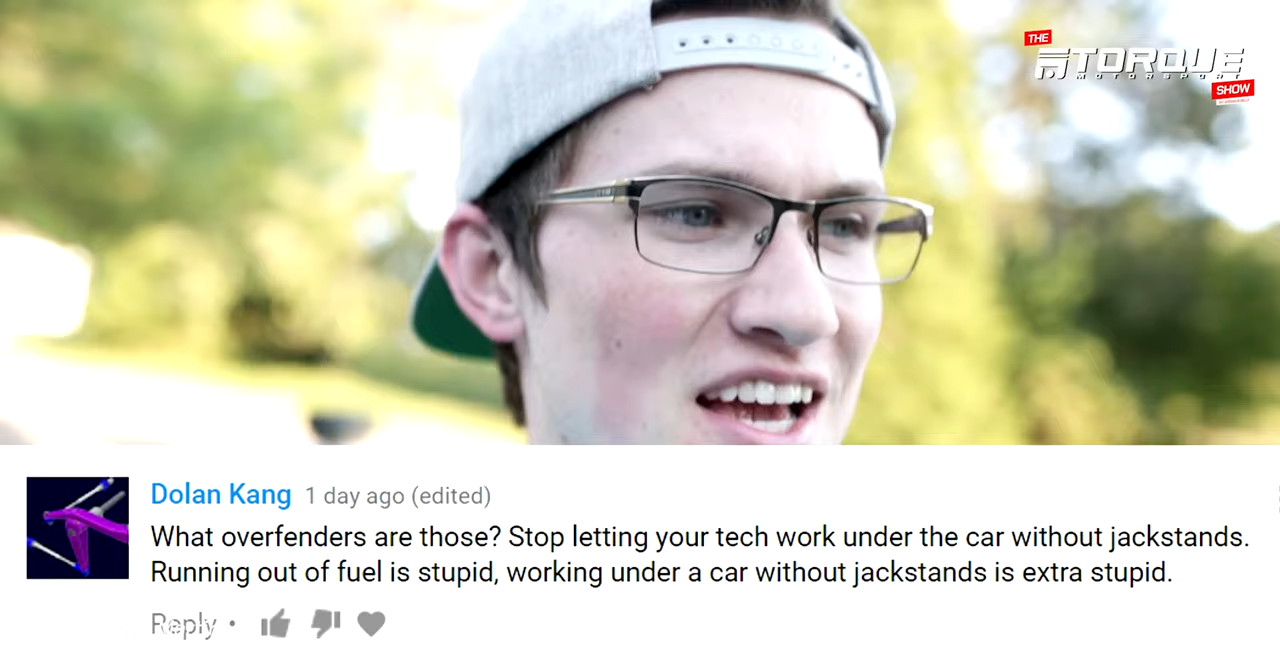 THE
TORQUE
MOTORSPORT
SHOW
Dolan Kang 1 day ago (edited)
What overfenders are those? Stop letting your tech work under the car without jackstands.
Running out of fuel is stupid, working under a car without jackstands is extra stupid.
Reply •